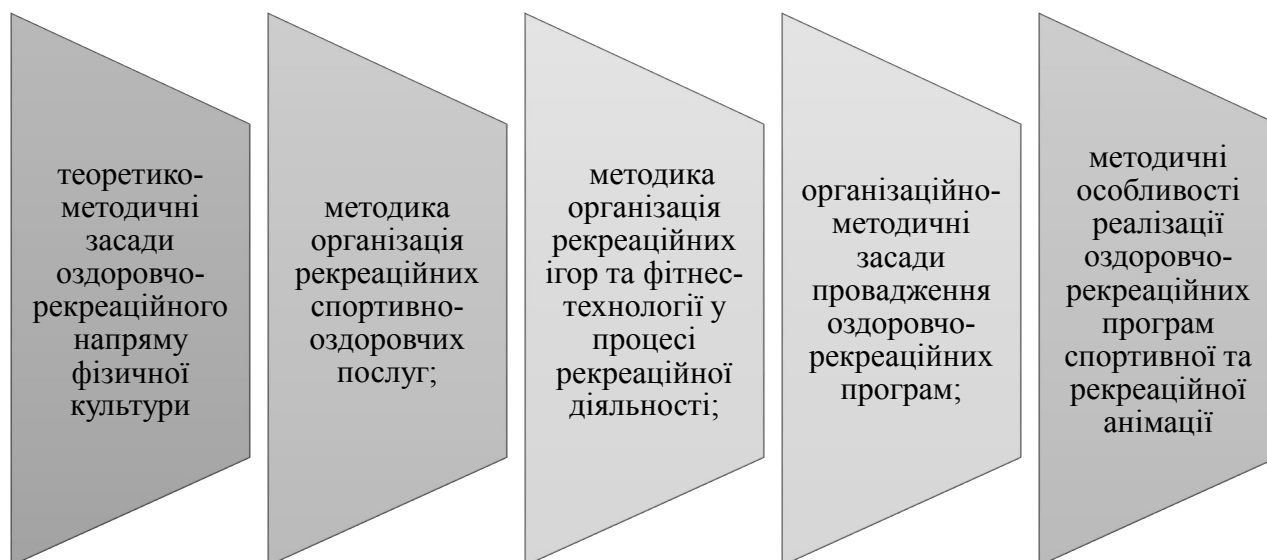 теоретико-
методичні
засади
оздоровчо-
рекреаційного
напряму
фізичної
культури
методика
організація
рекреаційних
спортивно-
оздоровчих
послуг;
методика
організація
рекреаційних
ігор та фітнес-
технології у
процесі
рекреаційної
діяльності;
організаційно-
методичні
засади
провадження
оздоровчо-
рекреаційних
програм;
методичні
особливості
реалізації
оздоровчо-
рекреаційних
програм
спортивної та
рекреаційної
анімації